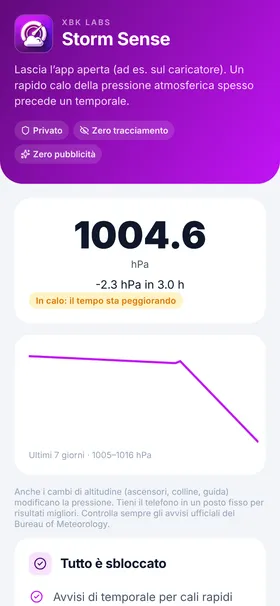 XBK LABS
Storm Sense
Lascia l'app aperta (ad es. sul caricatore). Un
rapido calo della pressione atmosferica spesso
precede un temporale.
Privato
Zero tracciamento
Zero pubblicità
1004.6
hPa
-2.3 hPa in 3.0 h
In calo: il tempo sta peggiorando
Ultimi 7 giorni · 1005–1016 hPa
Anche i cambi di altitudine (ascensori, colline, guida)
modificano la pressione. Tieni il telefono in un posto fisso per
risultati migliori. Controlla sempre gli avvisi ufficiali del
Bureau of Meteorology.
Tutto è sbloccato
Avvisi di temporale per cali rapidi